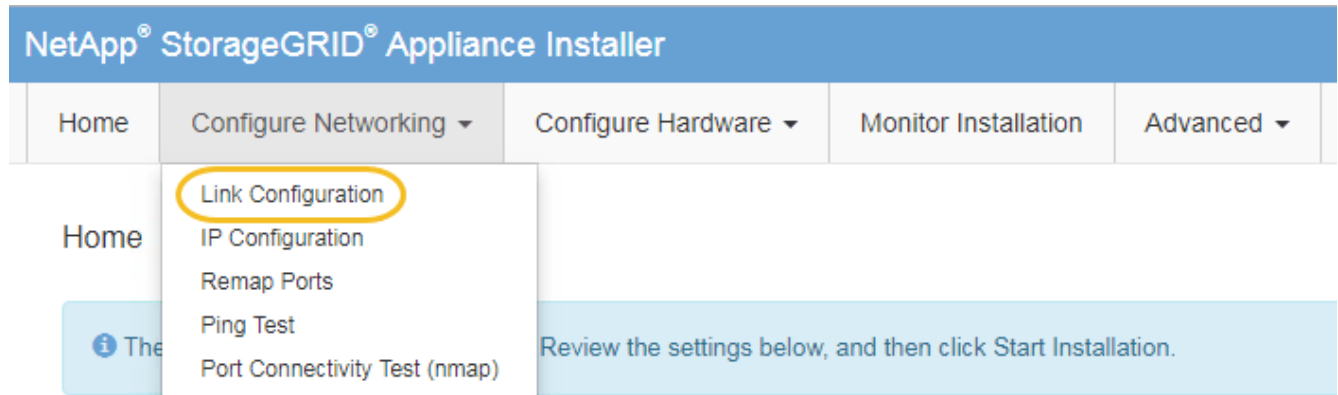 NetApp® StorageGRID® Appliance Installer
Home Configure Networking Configure Hardware Monitor Installation Advanced
Link Configuration
Home
IP Configuration
Remap Ports
Ping Test
The Review the settings below, and then click Start Installation.
Port Connectivity Test (nmap)